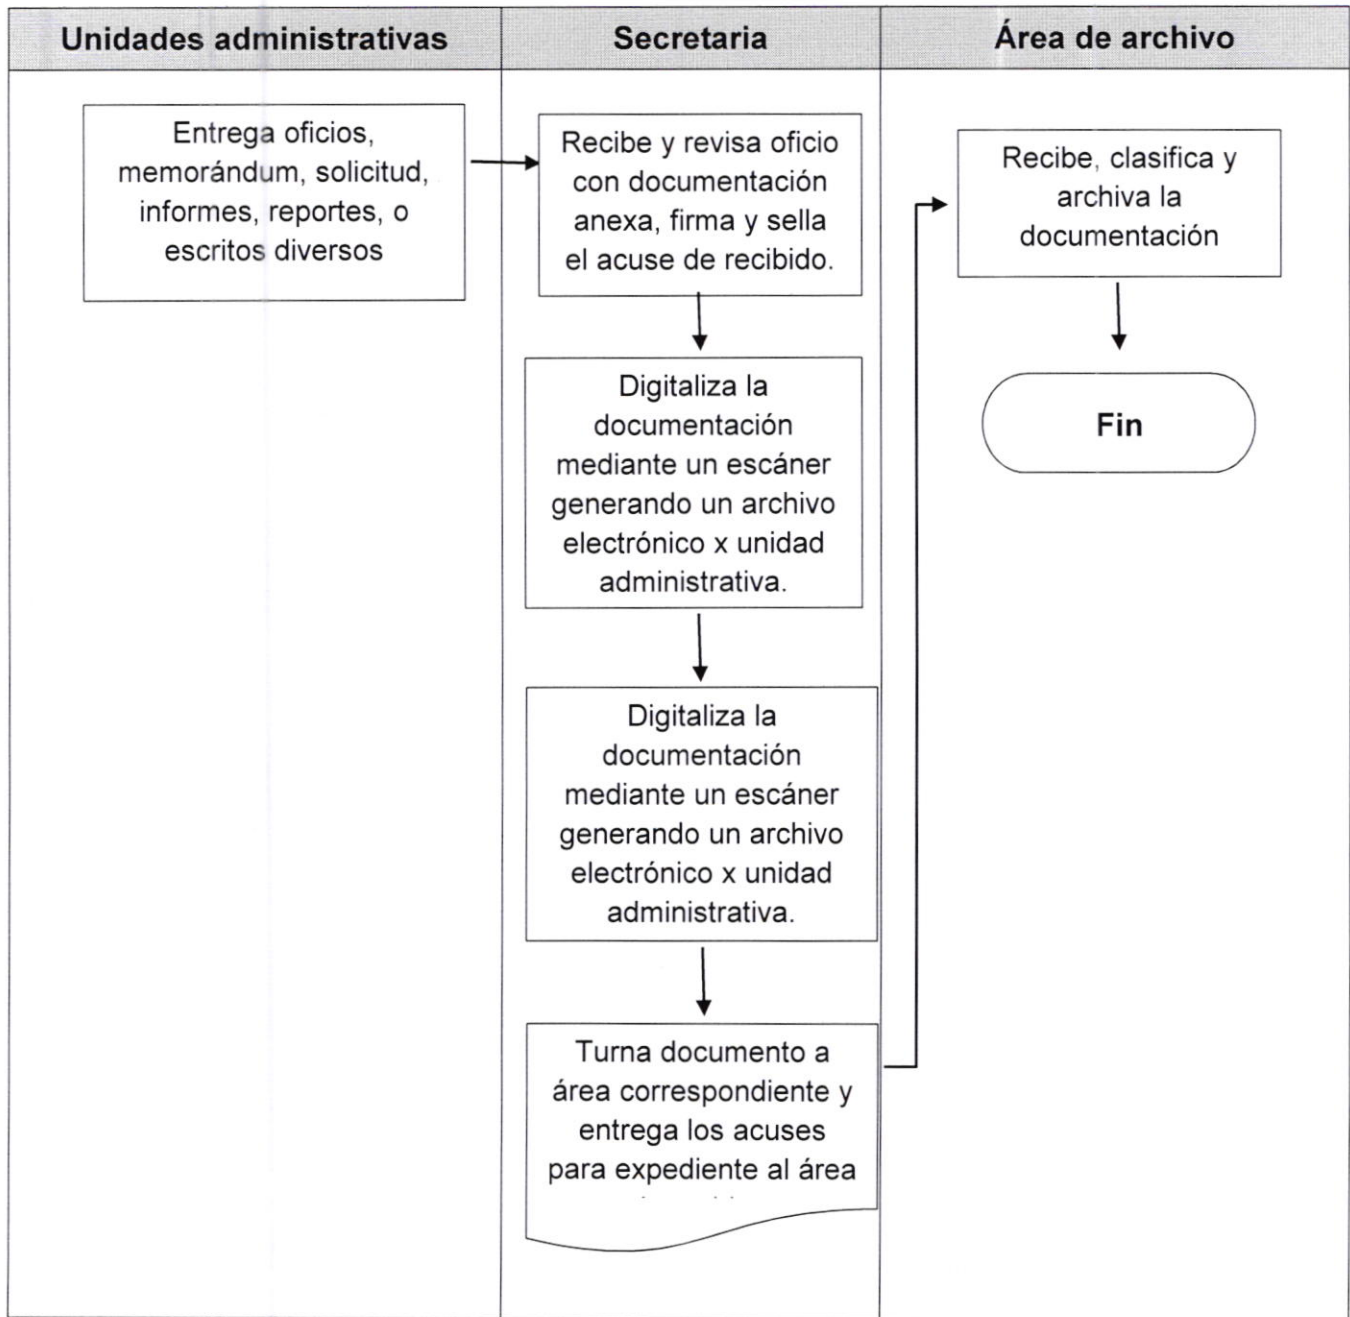 Unidades administrativas
Secretaria
Área de archivo
Entrega oficios,
memorándum, solicitud,
informes, reportes, o
escritos diversos
Recibe y revisa oficio
con documentación
anexa, firma y sella
el acuse de recibido.
Digitaliza la
documentación
mediante un escáner
generando un archivo
electrónico x unidad
administrativa.
Digitaliza la
documentación
mediante un escáner
generando un archivo
electrónico x unidad
administrativa.
Turna documento a
área correspondiente y
entrega los acuses
para expediente al área
Recibe, clasifica y
archiva la
documentación
Fin